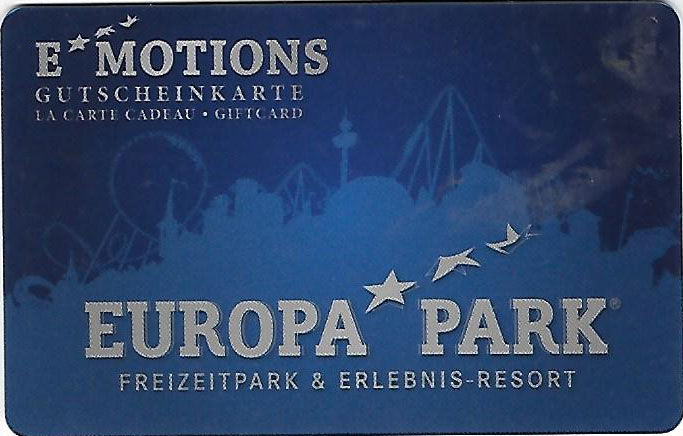 E MOTIONS
GUTSCHEINKARTE
LA CARTE CADEAU • GIFTCARD
EUROPA PARK®
FREIZEITPARK & ERLEBNIS-RESORT